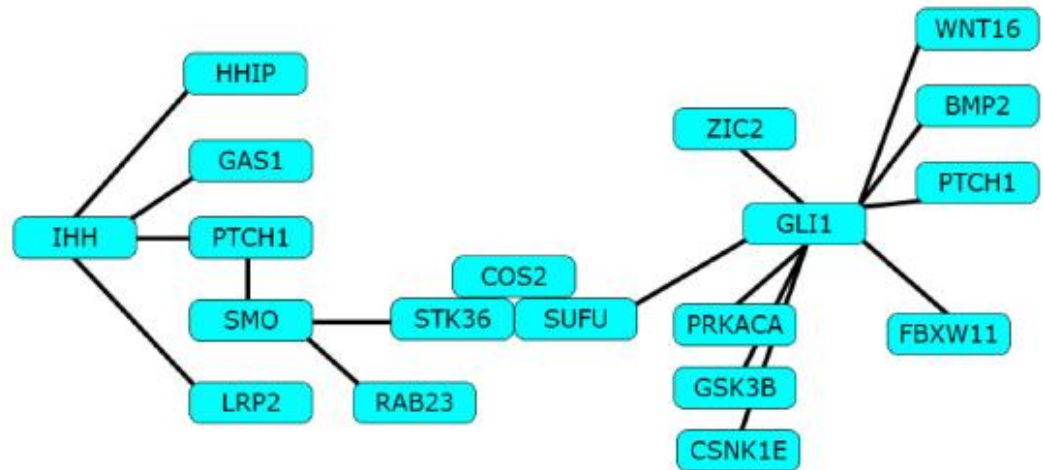 WNT16
HHIP
BMP2
ZIC2
GAS1
PTCH1
GLI1
IHH
PTCH1
COS2
SMO
STK36
SUFU
PRKACA
FBXW11
GSK3B
LRP2
RAB23
CSNK1E